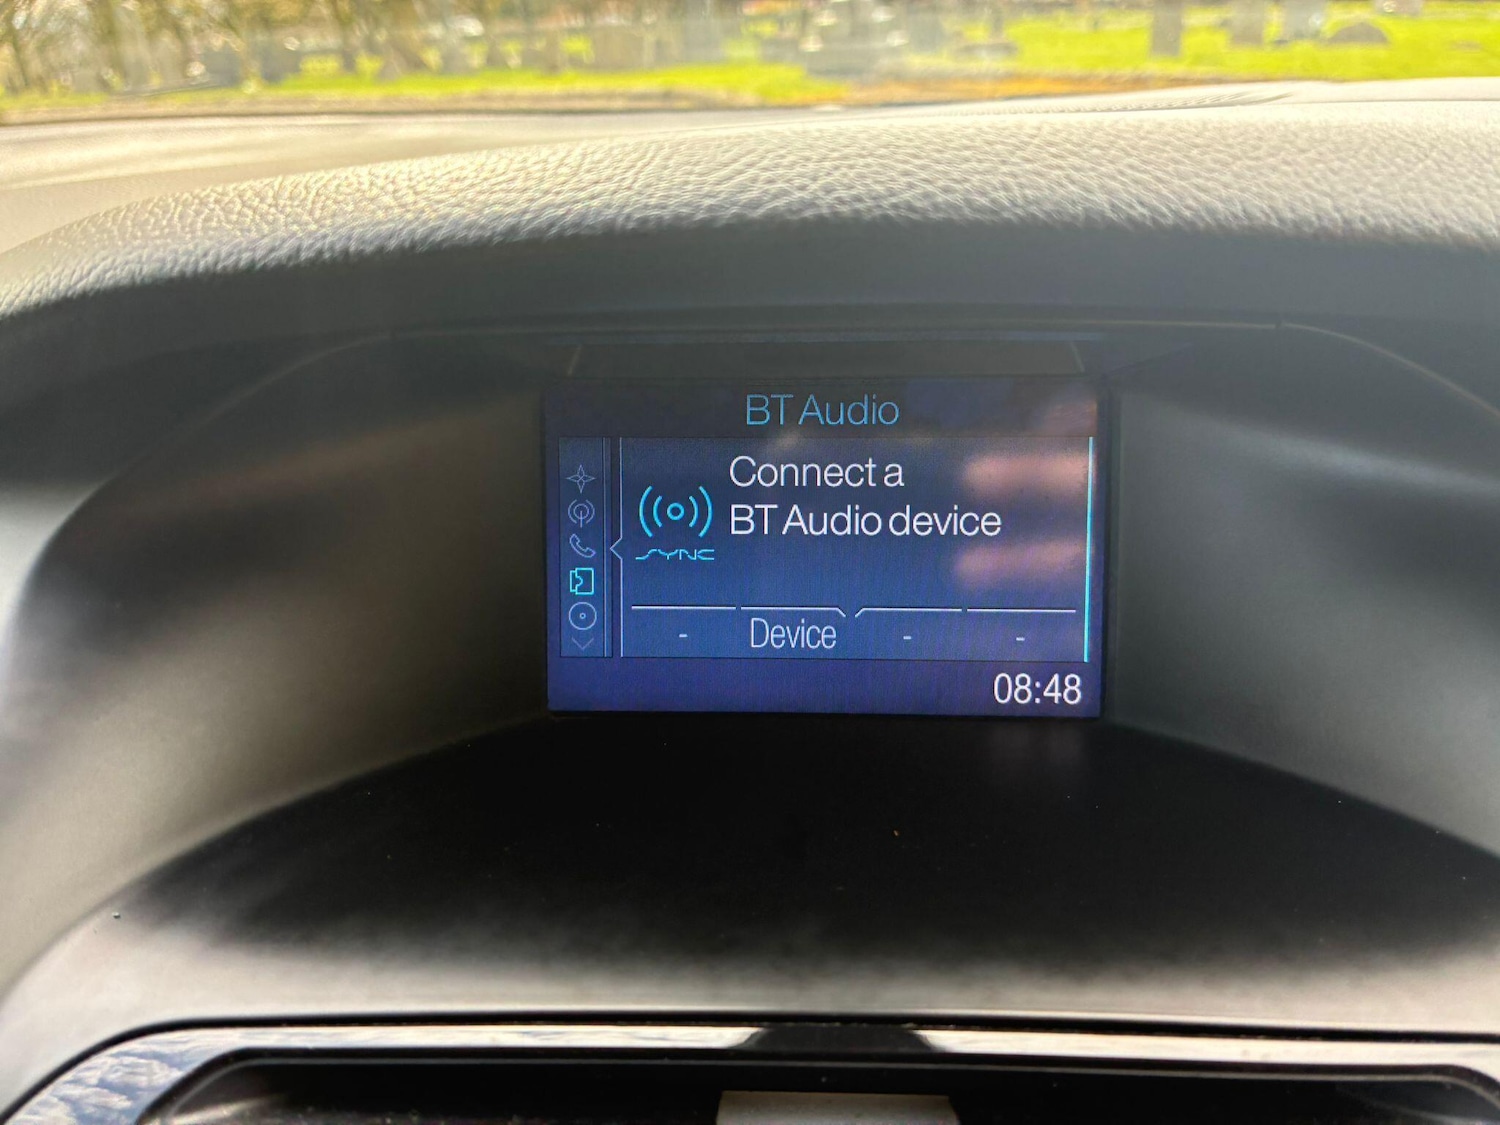 BT Audio
Connect a
BT Audio device
SYNC
- Device - -
08:48